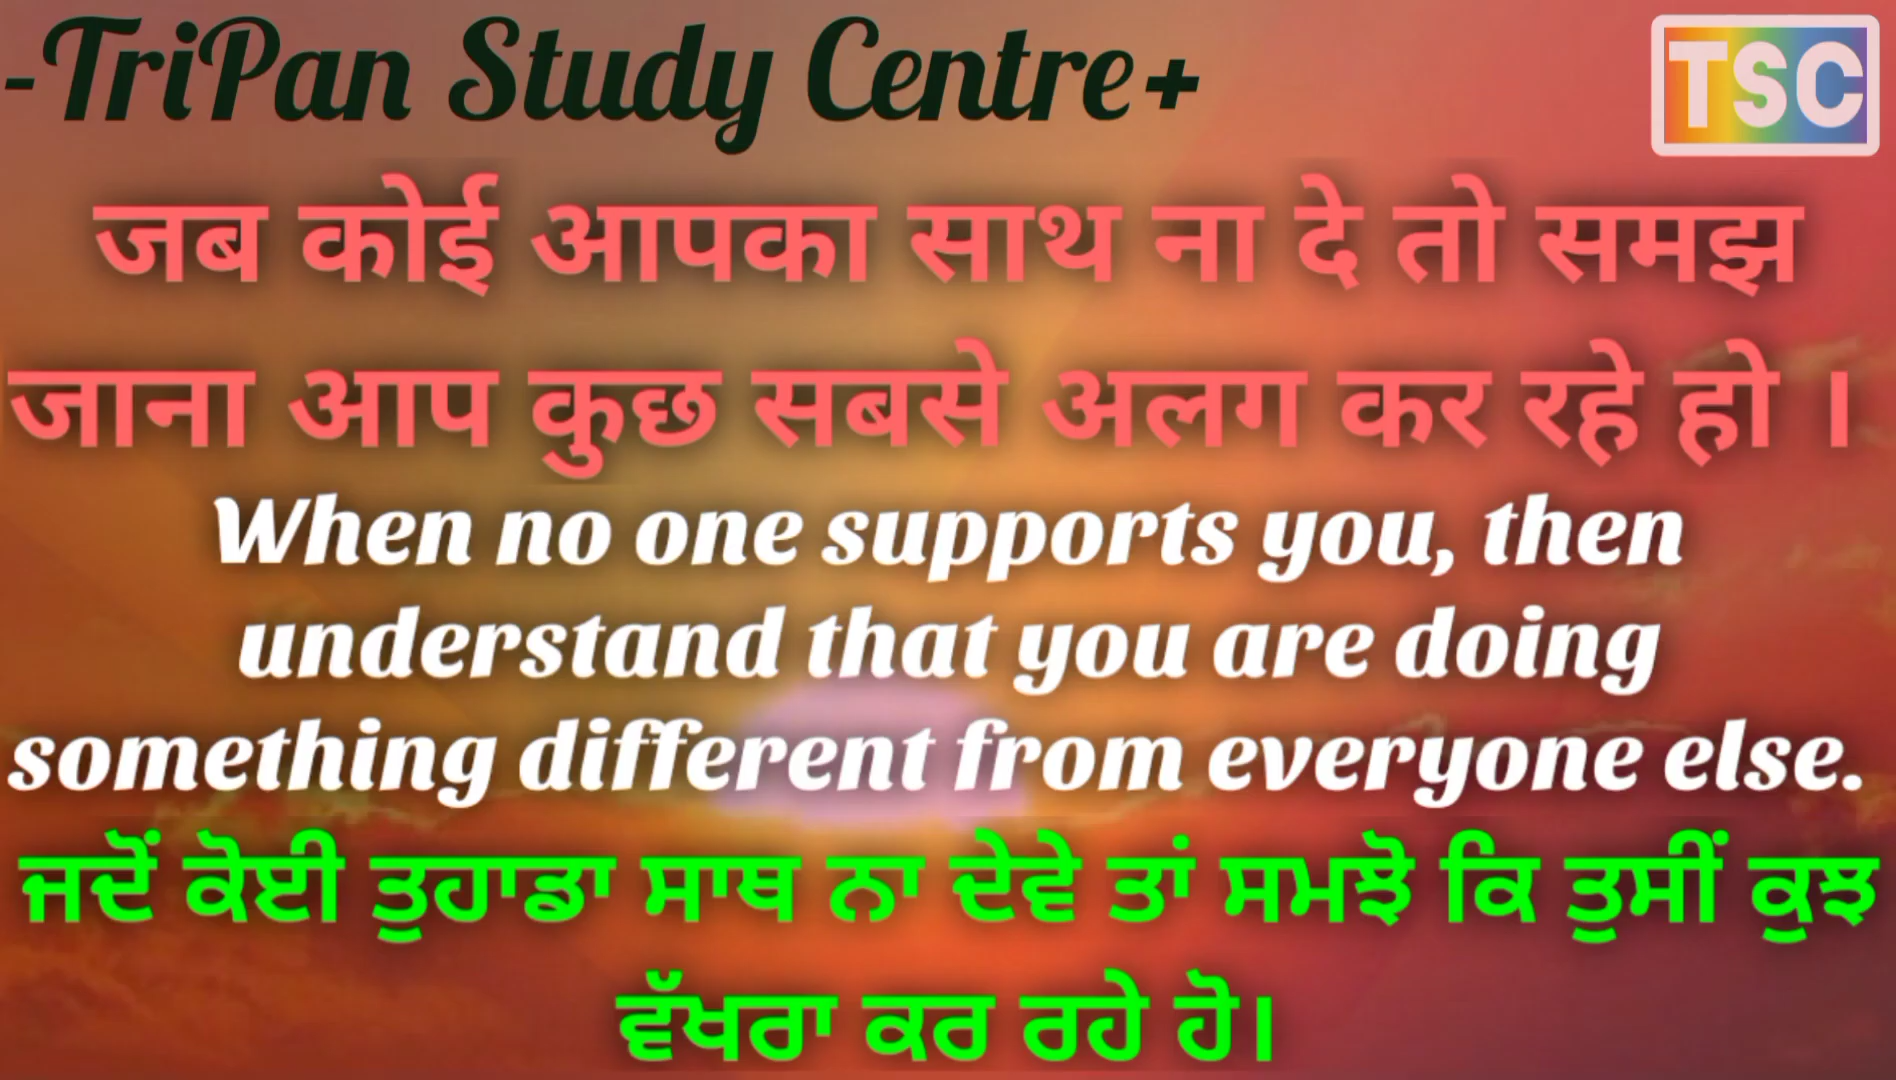 -TriPan Study Centre+
TSC
जब कोई आपका साथ ना दे तो समझ
जाना आप कुछ सबसे अलग कर रहे हो ।
When no one supports you, then
understand that you are doing
something different from everyone else.
ਜਦੋਂ ਕੋਈ ਤੁਹਾਡਾ ਸਾਥ ਨਾ ਦੇਵੇ ਤਾਂ ਸਮਝੋ ਕਿ ਤੁਸੀਂ ਕੁਝ
ਵੱਖਰਾ ਕਰ ਰਹੇ ਹੋ।